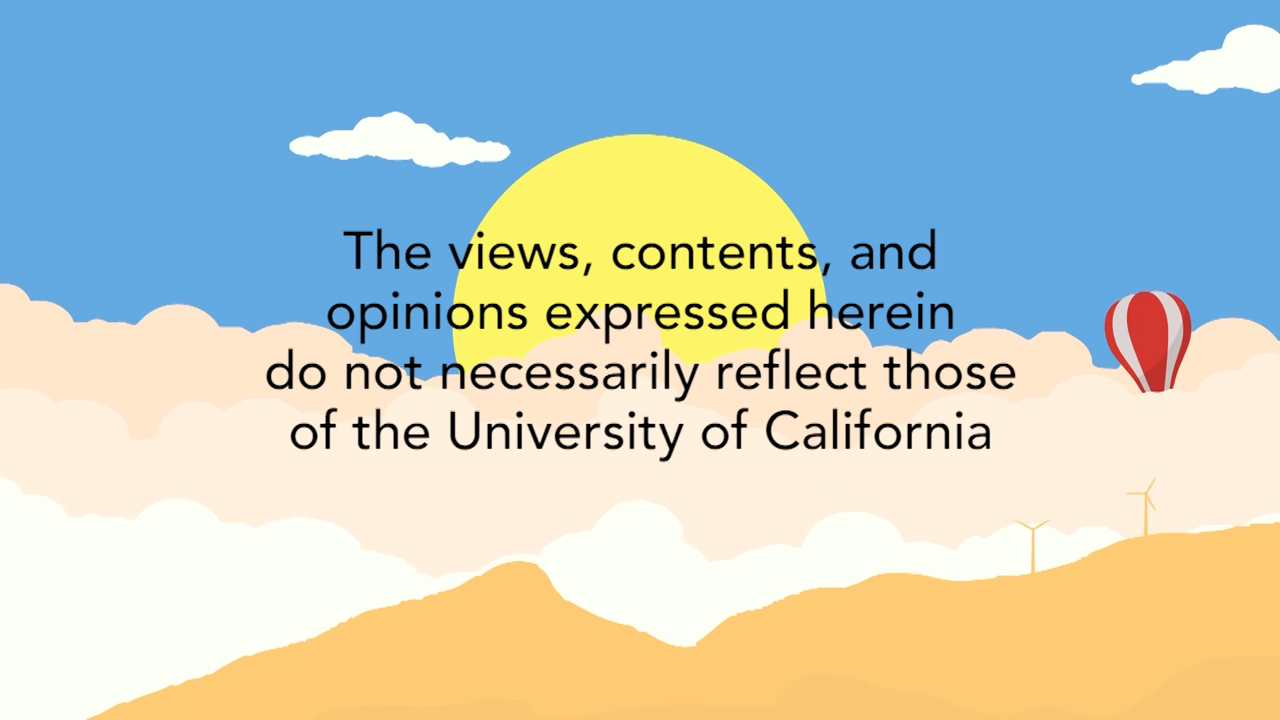 The views, contents, and
opinions expressed herein
do not necessarily reflect those
of the University of California